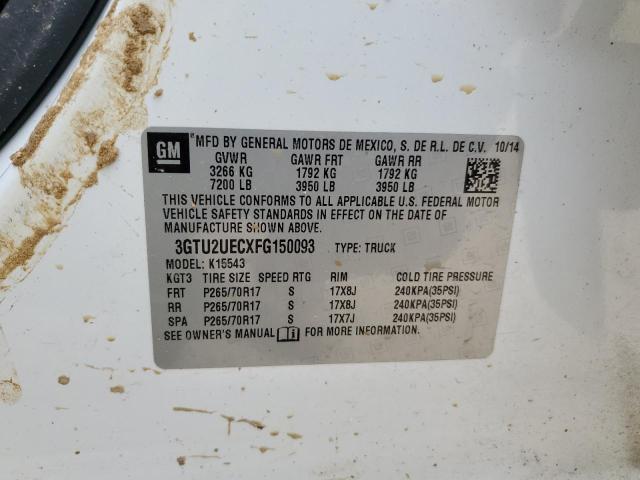 GM
MFD BY GENERAL MOTORS DE MEXICO, S. DE R.L. DE C.V. 10/14
GVWR GAWR FRT GAWR RR
3266 KG 1792 KG 1792 KG
7200 LB 3950 LB 3950 LB
THIS VEHICLE CONFORMS TO ALL APPLICABLE U.S. FEDERAL MOTOR
VEHICLE SAFETY STANDARDS IN EFFECT ON THE DATE OF
MANUFACTURE SHOWN ABOVE.
3GTU2UECXFG150093 TYPE: TRUCK
MODEL: K15543
KGT3 TIRE SIZE SPEED RTG RIM COLD TIRE PRESSURE
FRT P265/70R17 S 17X8J 240KPA(35PSI)
RR P265/70R17 S 17X8J 240KPA(35PSI)
SPA P265/70R17 S 17X7J 240KPA(35PSI)
SEE OWNER'S MANUAL FOR MORE INFORMATION.